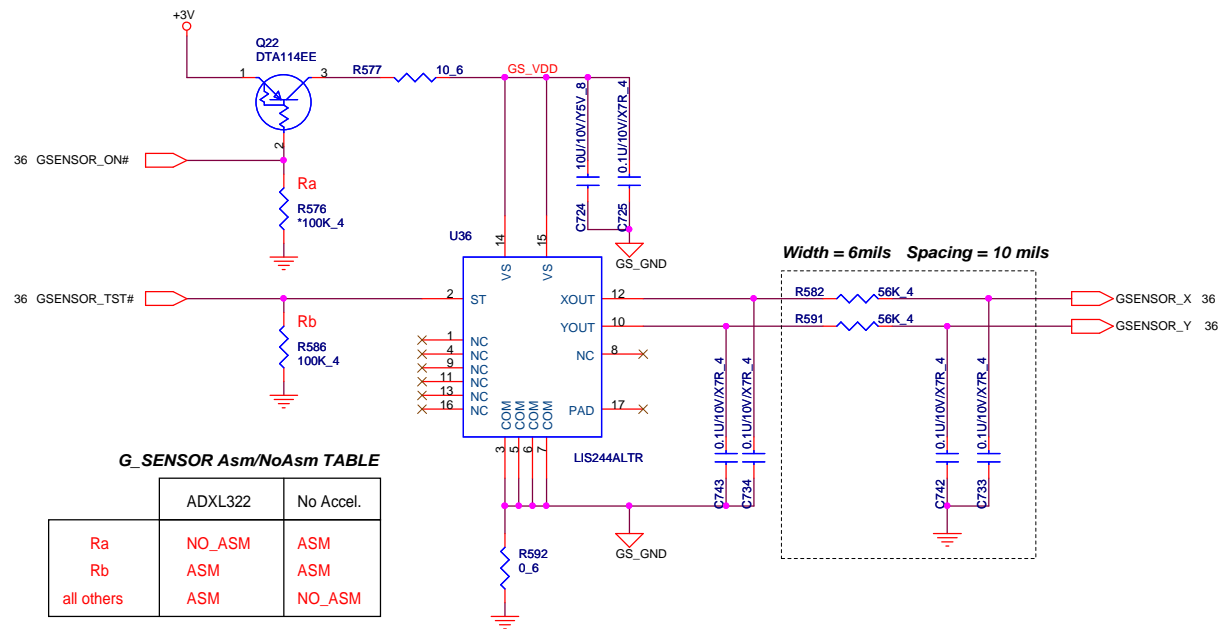 +3V
Q22
DTA114EE
1
3
R577
10_6
GS_VDD
2
36 GSENSOR_ON#
Ra
R576
*100K_4
10U/10V/Y5V_8
0.1U/10V/X7R_4
C724
C725
GS_GND
U36
14
15
VS
VS
Width = 6mils Spacing = 10 mils
36 GSENSOR_TST#
2
ST
XOUT
12
R582
56K_4
GSENSOR_X 36
YOUT
10
R591
56K_4
GSENSOR_Y 36
Rb
R586
100K_4
1
NC
4
NC
9
NC
11
NC
13
NC
16
NC
NC
8
PAD
17
COM
COM
COM
COM
3
5
6
7
LIS244ALTR
0.1U/10V/X7R_4
0.1U/10V/X7R_4
C743
C734
0.1U/10V/X7R_4
0.1U/10V/X7R_4
C742
C733
R592
0_6
GS_GND
G_SENSOR Asm/NoAsm TABLE
ADXL322 No Accel.
Ra NO_ASM ASM
Rb ASM ASM
all others ASM NO_ASM